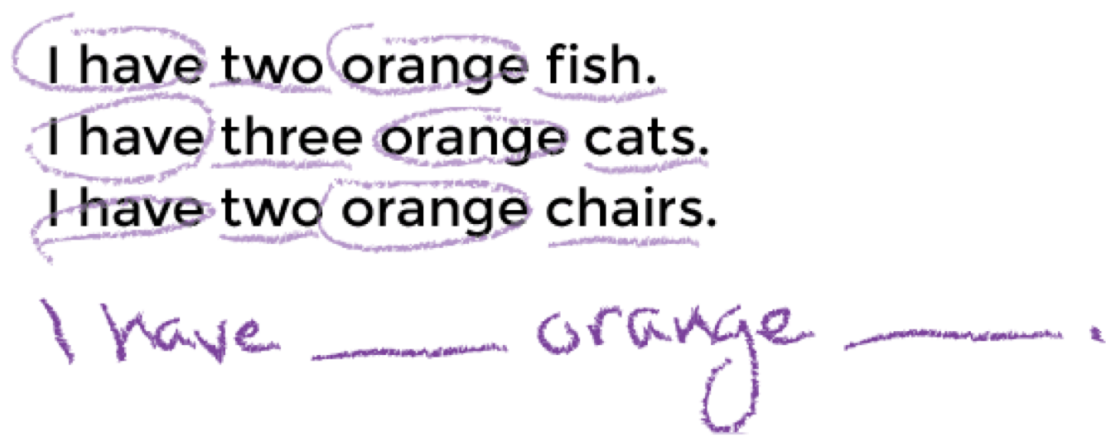 I have two orange fish.
I have three orange cats.
I have two orange chairs.
I have ___ orange ___.